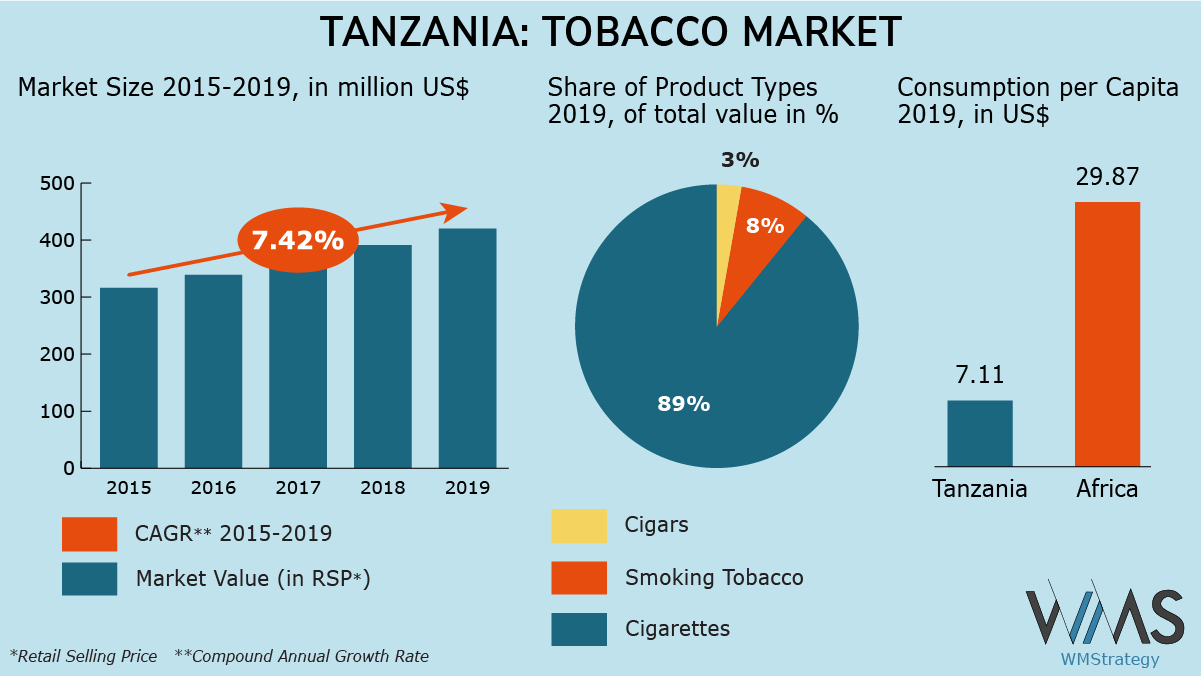 TANZANIA: TOBACCO MARKET
Market Size 2015-2019, in million US$
500
400
300
200
100
0
7.42%
2015 2016 2017 2018 2019
CAGR** 2015-2019
Market Value (in RSP*)
*Retail Selling Price **Compound Annual Growth Rate
Share of Product Types
2019, of total value in %
3%
8%
89%
Cigars
Smoking Tobacco
Cigarettes
Consumption per Capita
2019, in US$
29.87
7.11
Tanzania Africa
WMS
WMStrategy